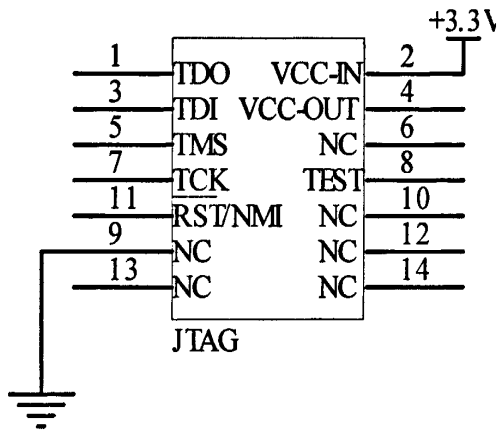 +3.3V
1 TDO VCC-IN 2
3 TDI VCC-OUT 4
5 TMS NC 6
7 TCK TEST 8
11 RST/NMI NC 10
9 NC NC 12
13 NC NC 14
JTAG